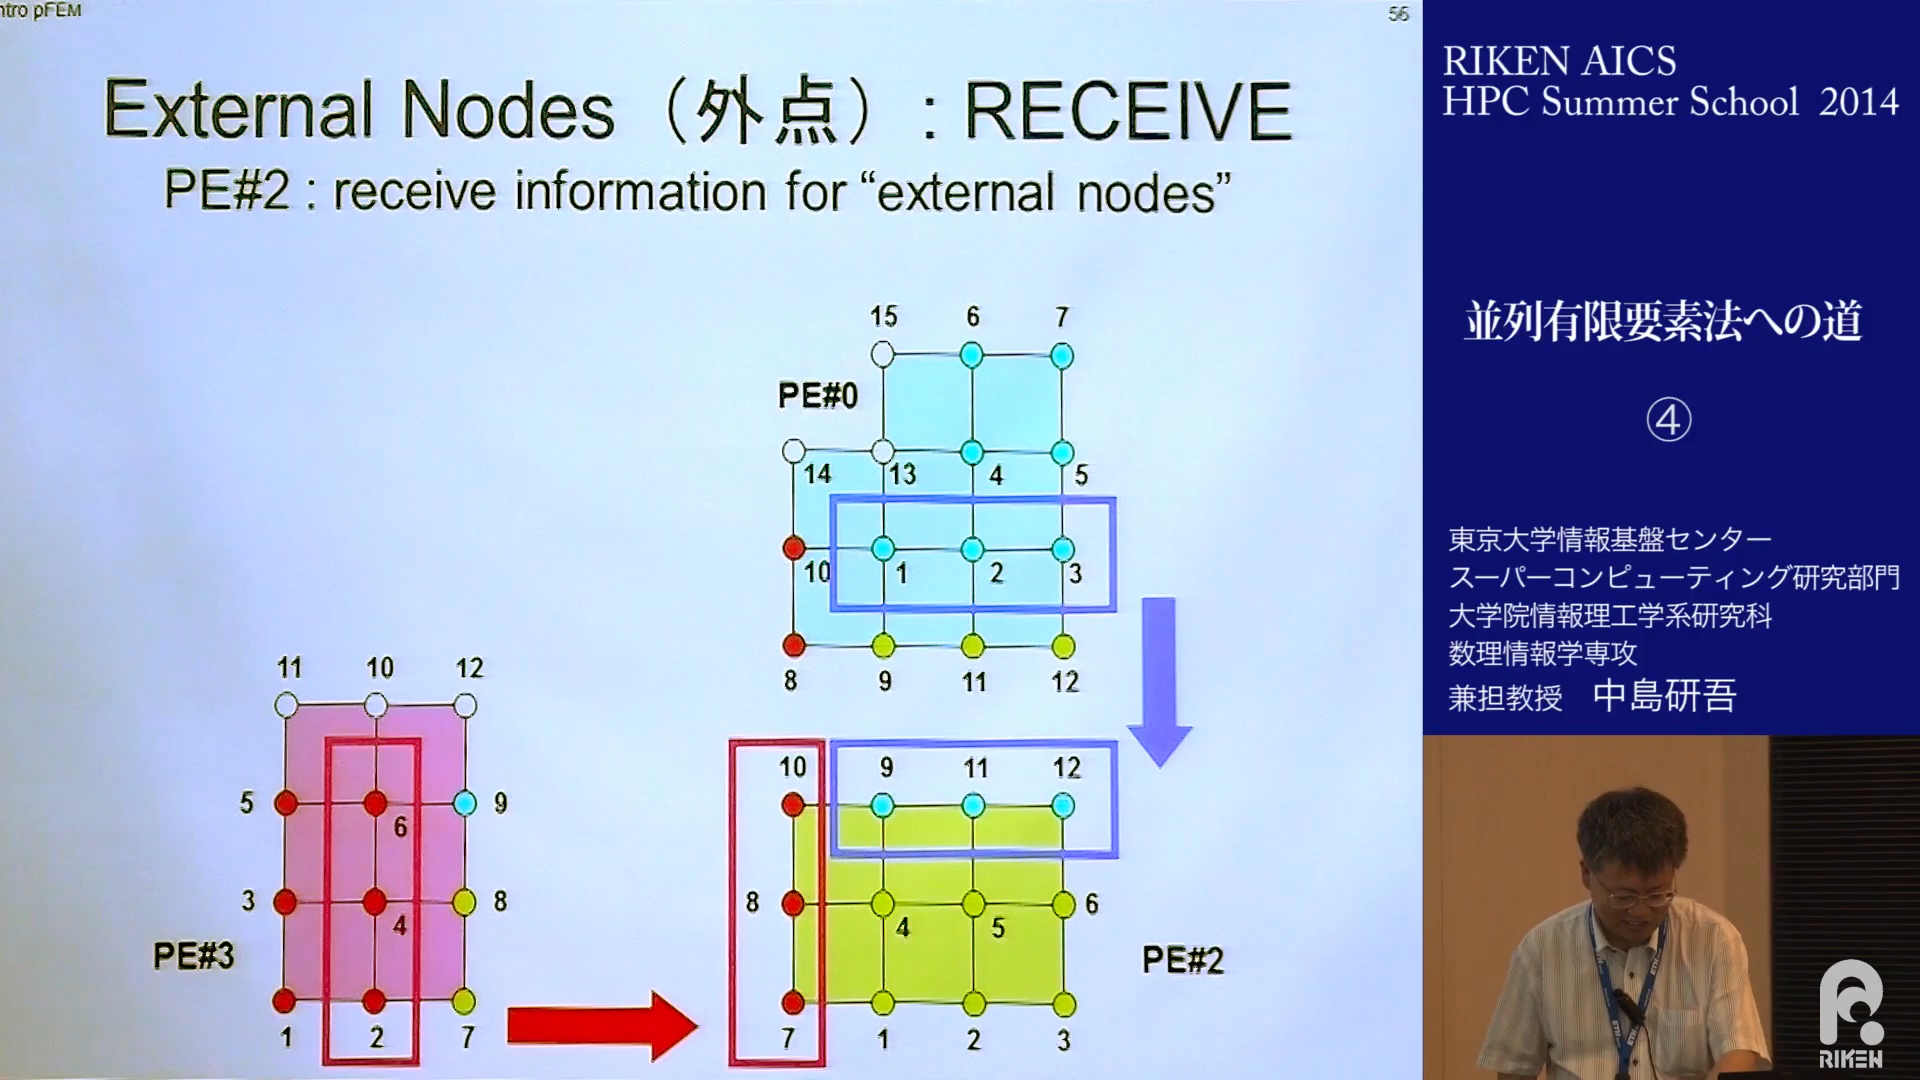 ntro pFEM
56
External Nodes（外点）: RECEIVE
PE#2 : receive information for “external nodes”
15 6 7
PE#0
14 13 4 5
10 1 2 3
8 9 11 12
11 10 12
5 6 9
3 4 8
PE#3
1 2 7
10 9 11 12
8 4 5 6
PE#2
7 1 2 3
RIKEN AICS
HPC Summer School 2014
並列有限要素法への道
④
東京大学情報基盤センター
スーパーコンピューティング研究部門
大学院情報理工学系研究科
数理情報学専攻
兼担教授 中島研吾
RIKEN